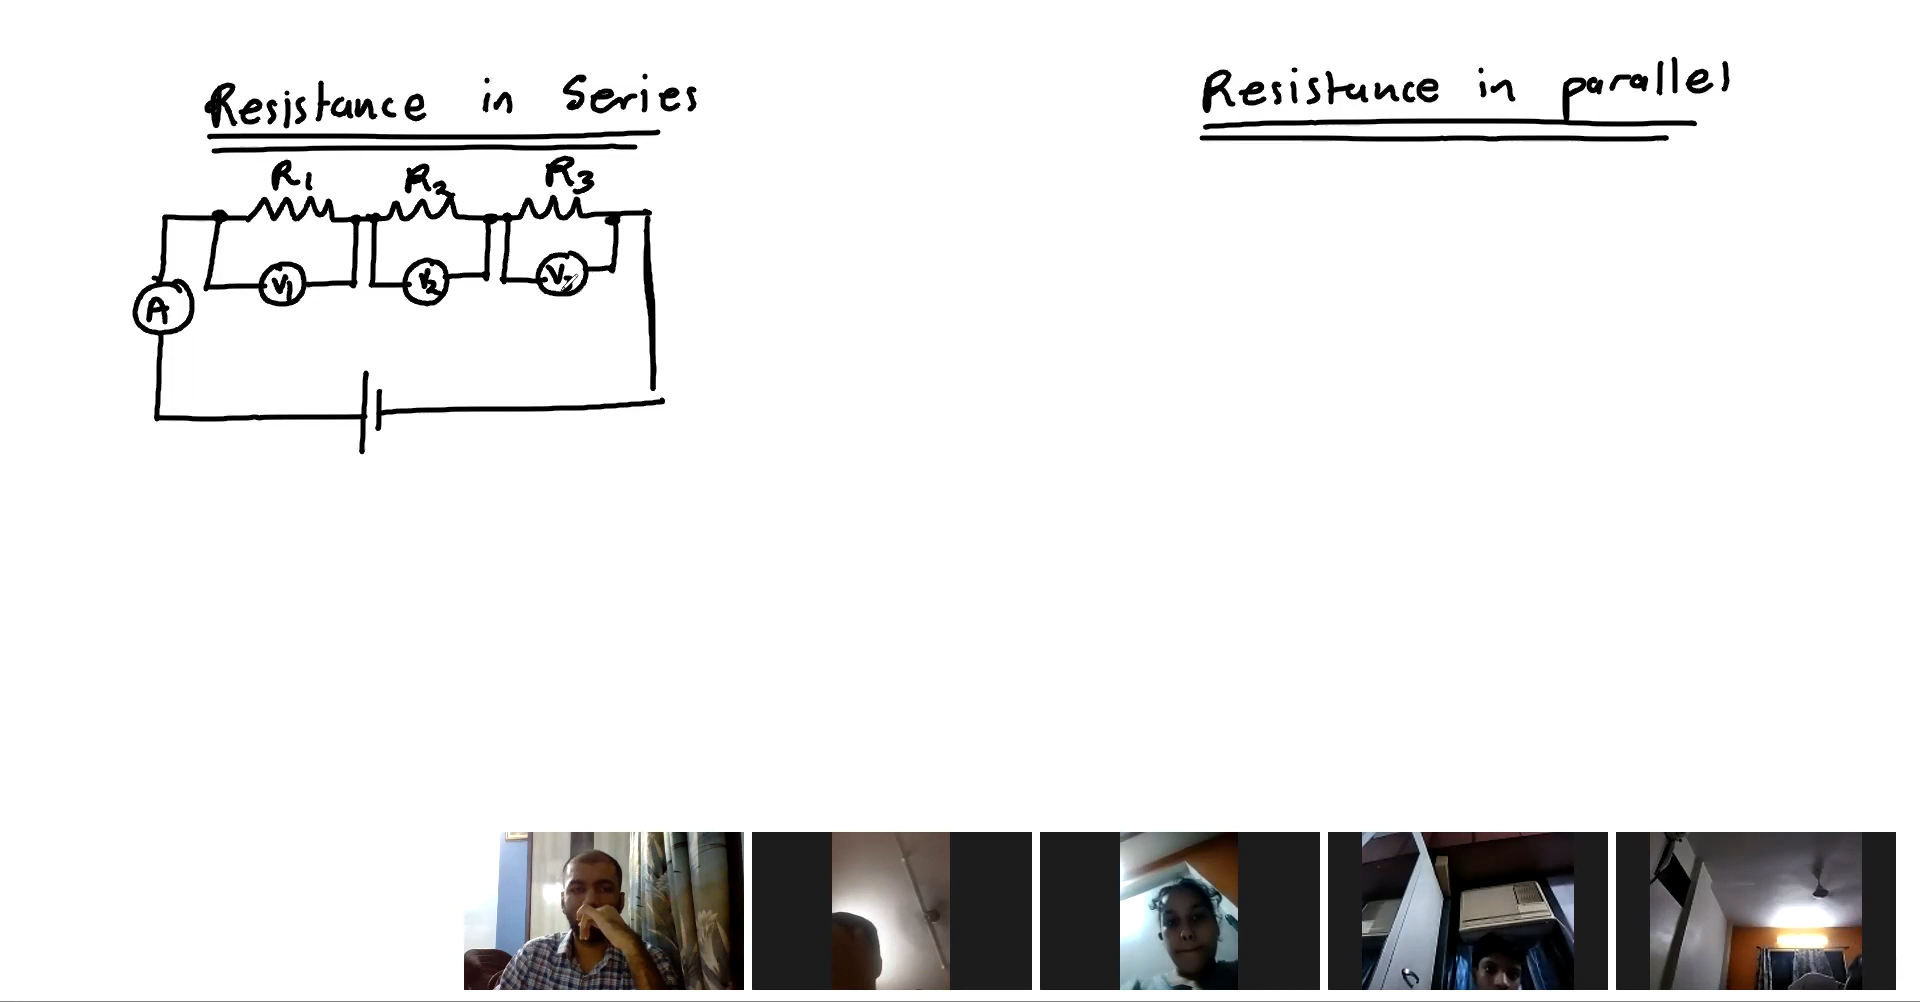 Resistance in Series
Resistance in parallel
R1 R2 R3
V1 V2 V
A